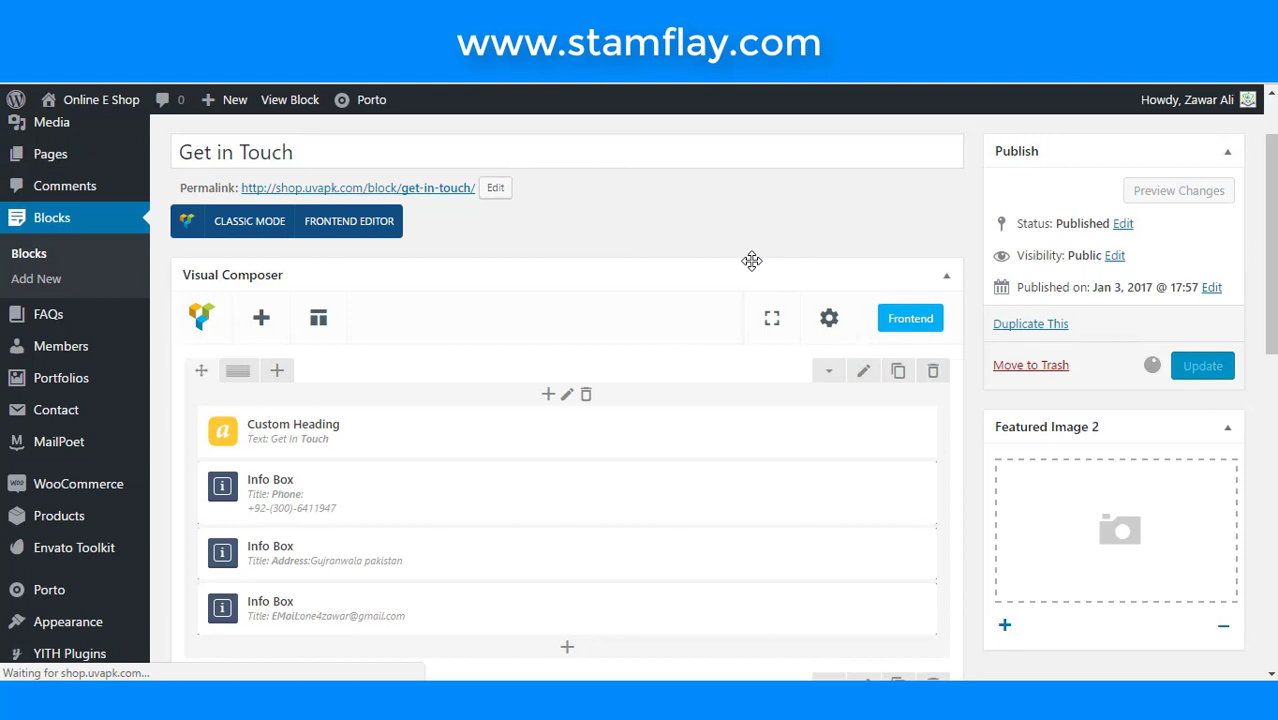 www.stamflay.com
Online E Shop 0 New View Block Porto Howdy, Zawar Ali
Media
Pages
Comments
Blocks
Blocks
Add New
FAQs
Members
Portfolios
Contact
MailPoet
WooCommerce
Products
Envato Toolkit
Porto
Appearance
YITH Plugins
Waiting for shop.uvapk.com...
Get in Touch
Permalink: http://shop.uvapk.com/block/get-in-touch/ Edit
CLASSIC MODE FRONTEND EDITOR
Visual Composer
Frontend
Custom Heading
Text: Get In Touch
Info Box
Title: Phone:
+92-(300)-6411947
Info Box
Title: Address:Gujranwala pakistan
Info Box
Title: EMail:one4zawar@gmail.com
Publish
Preview Changes
Status: Published Edit
Visibility: Public Edit
Published on: Jan 3, 2017 @ 17:57 Edit
Duplicate This
Move to Trash Update
Featured Image 2